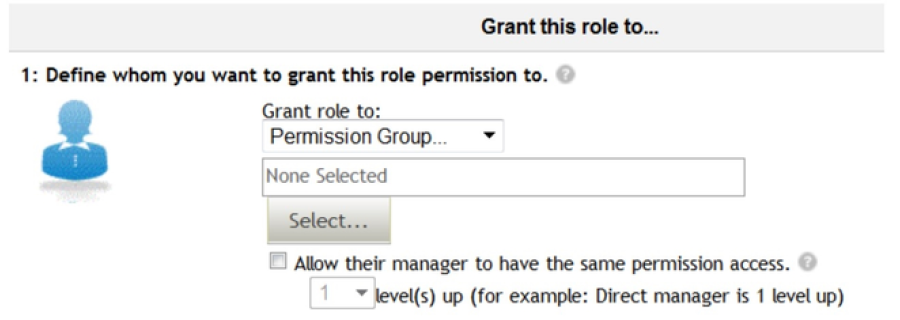 Grant this role to...
1: Define whom you want to grant this role permission to. ?
Grant role to:
Permission Group...
None Selected
Select...
Allow their manager to have the same permission access. ?
1 level(s) up (for example: Direct manager is 1 level up)